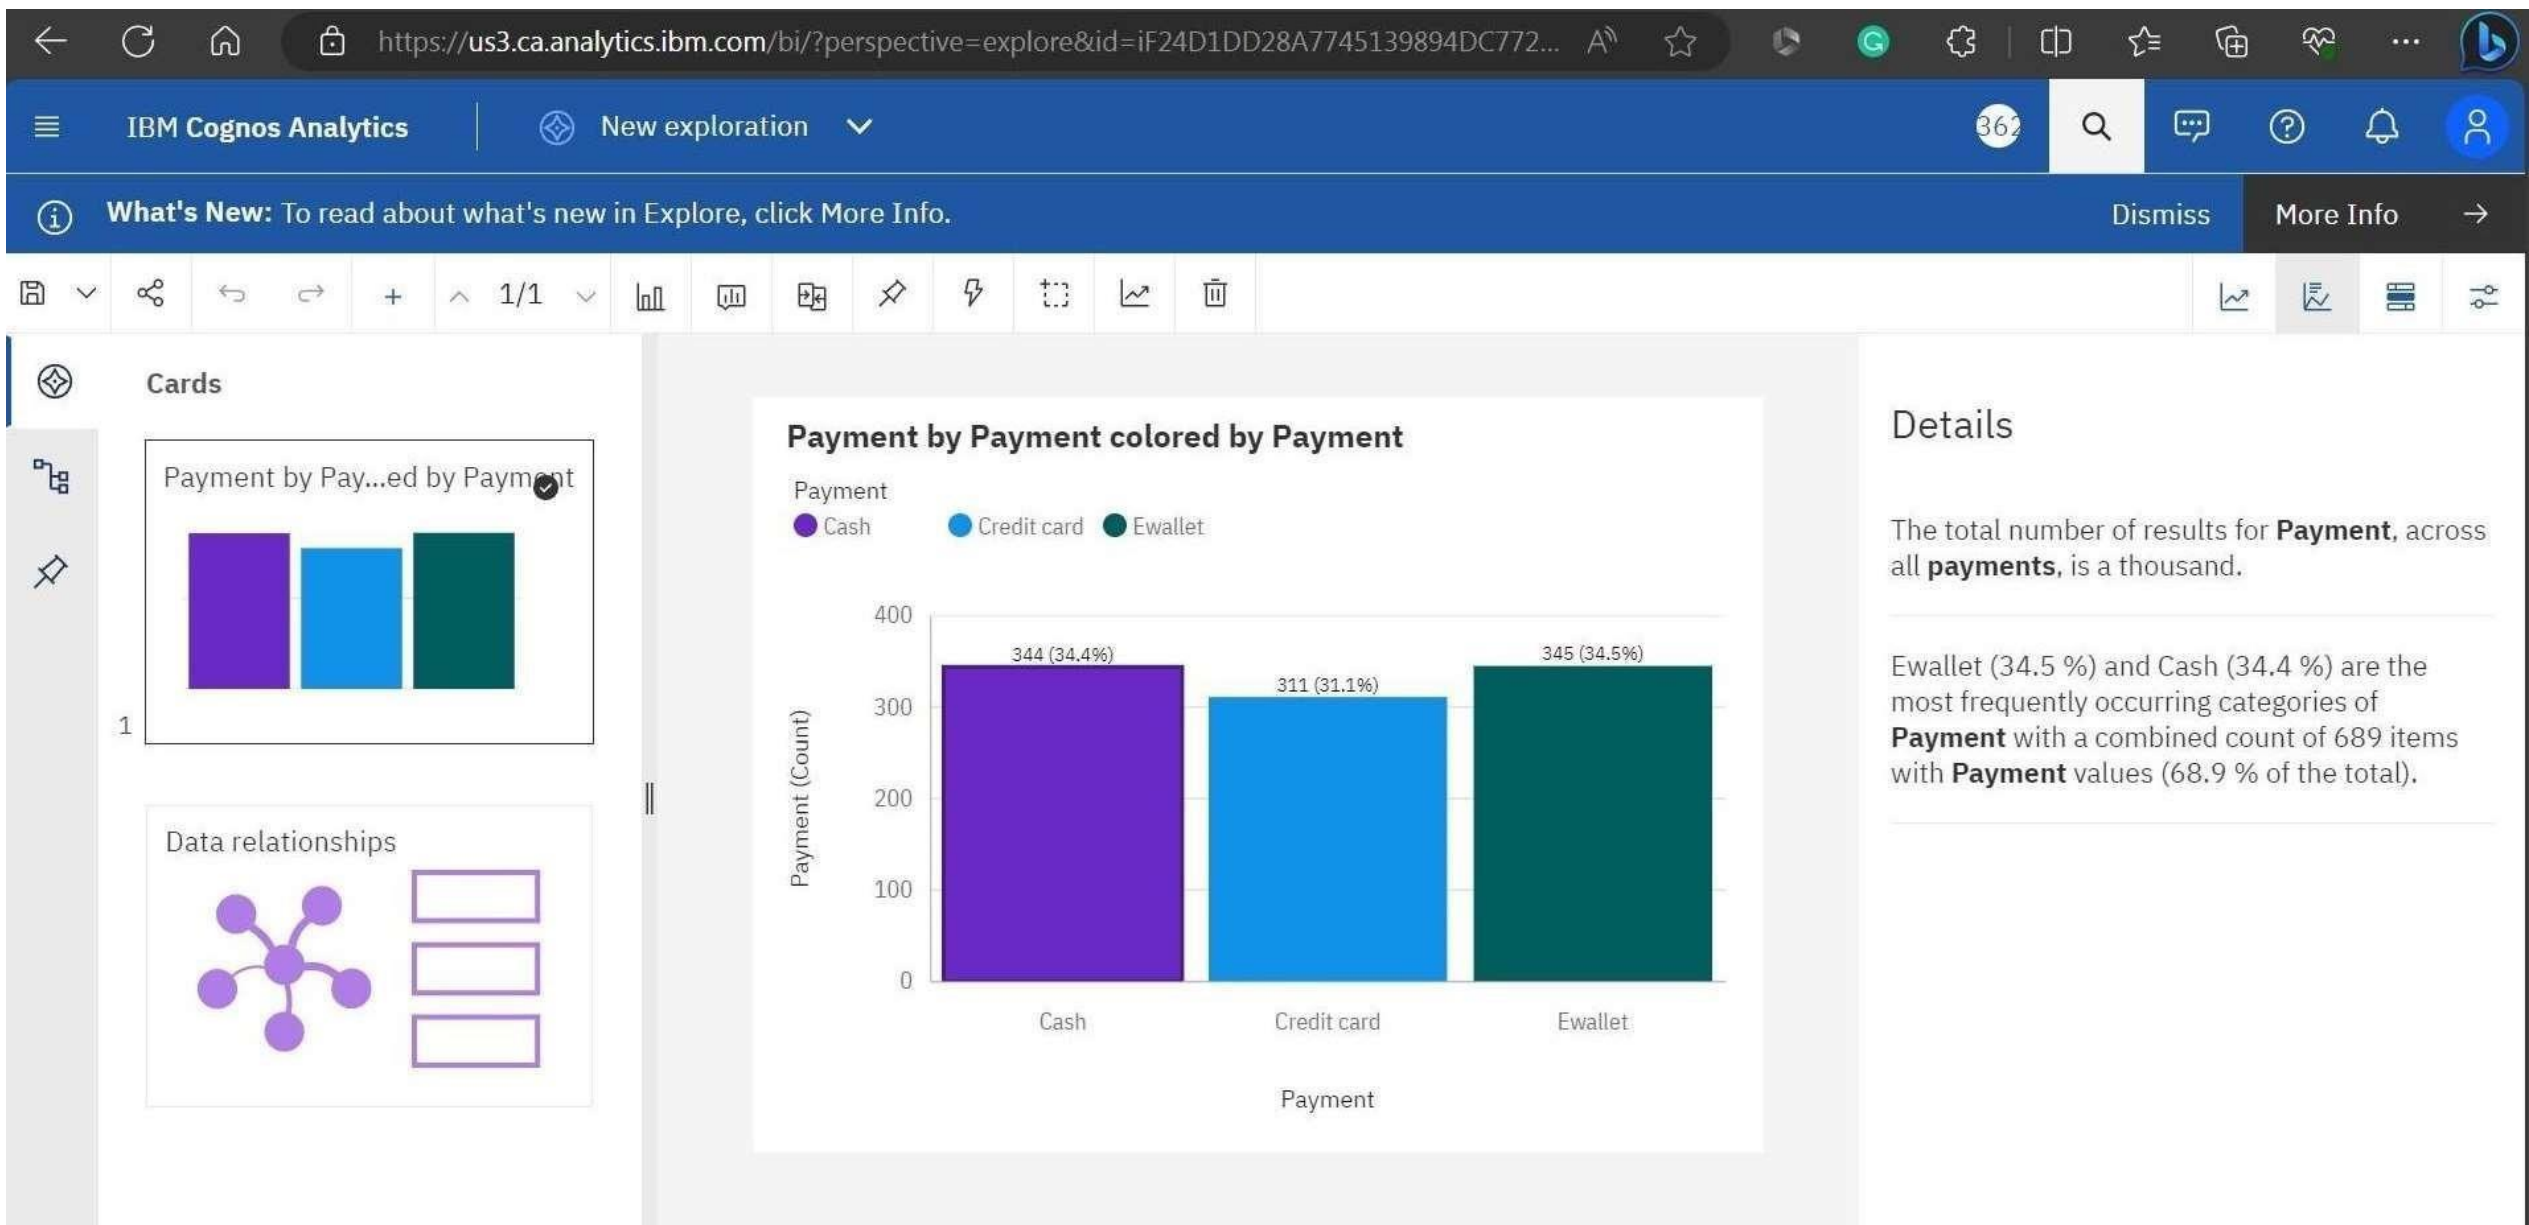 https://us3.ca.analytics.ibm.com/bi/?perspective=explore&id=iF24D1DD28A7745139894DC772...
IBM Cognos Analytics
New exploration
362
What's New: To read about what's new in Explore, click More Info.
Dismiss
More Info
1/1
Cards
Payment by Pay...ed by Payment
1
Data relationships
Payment by Payment colored by Payment
Payment
Cash
Credit card
Ewallet
Payment (Count)
400
300
200
100
0
344 (34.4%)
311 (31.1%)
345 (34.5%)
Cash
Credit card
Ewallet
Payment
Details
The total number of results for Payment, across
all payments, is a thousand.
Ewallet (34.5 %) and Cash (34.4 %) are the
most frequently occurring categories of
Payment with a combined count of 689 items
with Payment values (68.9 % of the total).